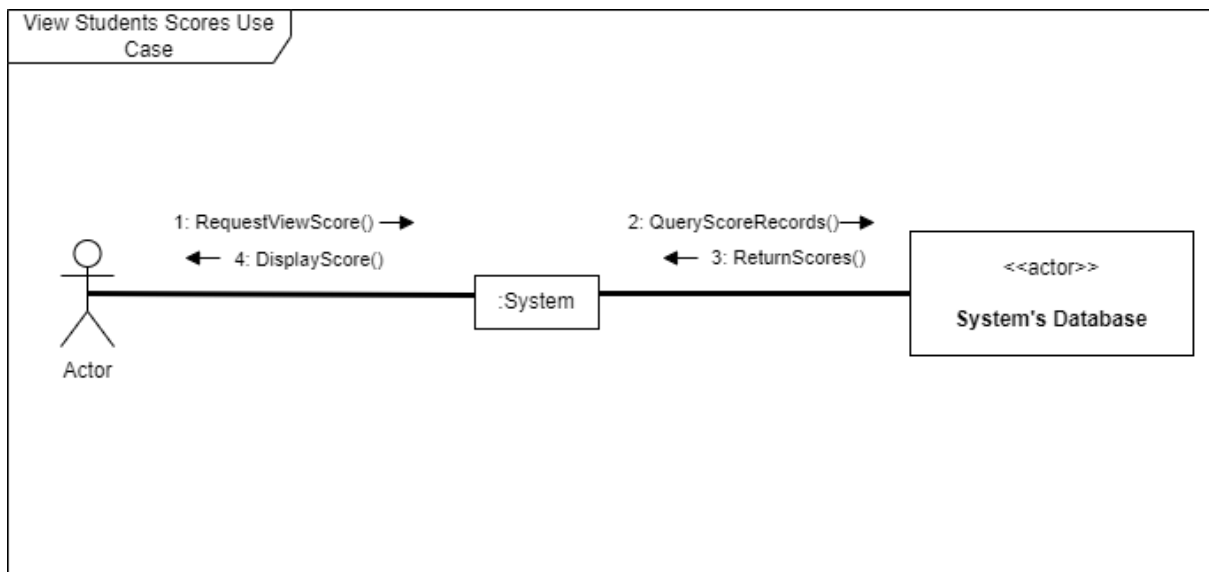 View Students Scores Use
Case
1: RequestViewScore()
2: QueryScoreRecords()
4: DisplayScore()
3: ReturnScores()
<<actor>>
:System
System's Database
Actor